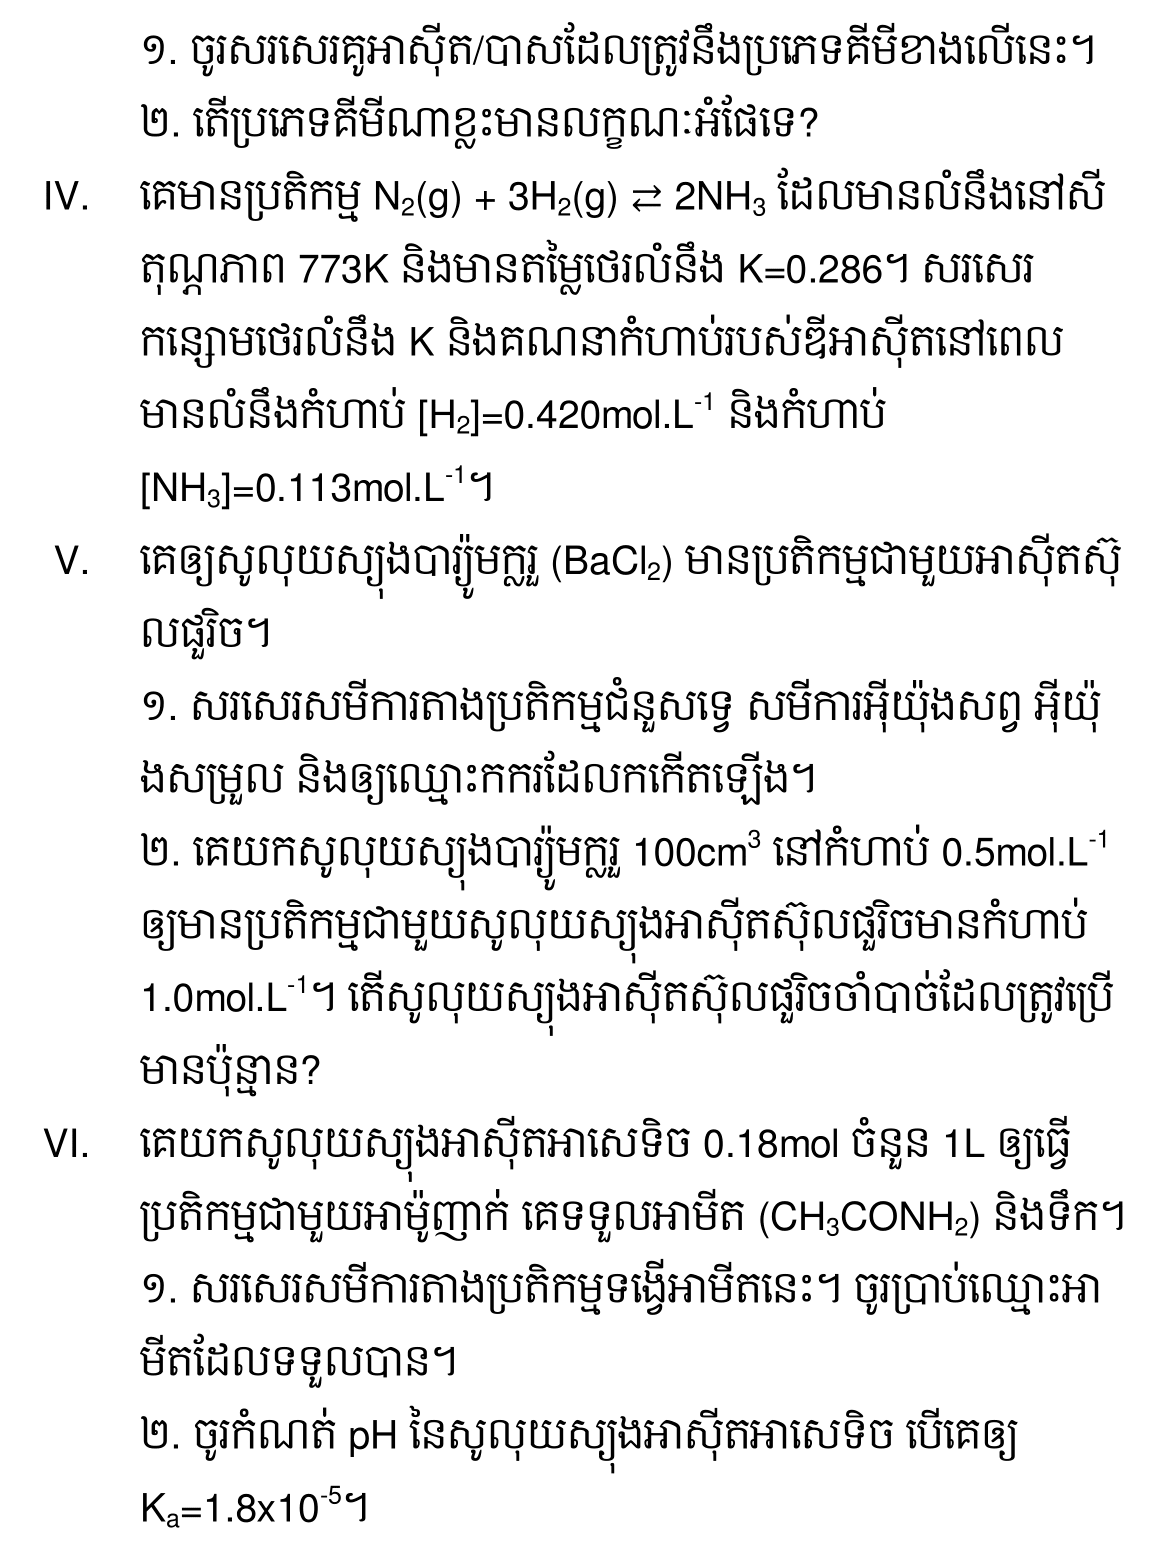 ១. ចូរសរសេរគូអាស៊ីត/បាសដែលត្រូវនឹងប្រភេទគីមីខាងលើនេះ។
២. តើប្រភេទគីមីណាខ្លះមានលក្ខណៈអំផែទេ?
IV. គេមានប្រតិកម្ម N₂(g) + 3H₂(g) ⇄ 2NH₃ ដែលមានលំនឹងនៅសី
តុណ្ហភាព 773K និងមានតម្លៃថេរលំនឹង K=0.286។ សរសេរ
កន្សោមថេរលំនឹង K និងគណនាកំហាប់របស់ឌីអាស៊ីតនៅពេល
មានលំនឹងកំហាប់ [H₂]=0.420mol.L⁻¹ និងកំហាប់
[NH₃]=0.113mol.L⁻¹។
V. គេឲ្យសូលុយស្យុងបារ្យ៉ូមក្លរួ (BaCl₂) មានប្រតិកម្មជាមួយអាស៊ីតស៊ុ
លផួរិច។
១. សរសេរសមីការតាងប្រតិកម្មជំនួសទ្វេ សមីការអ៊ីយ៉ុងសព្វ អ៊ីយ៉ុ
ងសម្រួល និងឲ្យឈ្មោះកករដែលកកើតឡើង។
២. គេយកសូលុយស្យុងបារ្យ៉ូមក្លរួ 100cm³ នៅកំហាប់ 0.5mol.L⁻¹
ឲ្យមានប្រតិកម្មជាមួយសូលុយស្យុងអាស៊ីតស៊ុលផួរិចមានកំហាប់
1.0mol.L⁻¹។ តើសូលុយស្យុងអាស៊ីតស៊ុលផួរិចចាំបាច់ដែលត្រូវប្រើ
មានប៉ុន្មាន?
VI. គេយកសូលុយស្យុងអាស៊ីតអាសេទិច 0.18mol ចំនួន 1L ឲ្យធ្វើ
ប្រតិកម្មជាមួយអាម៉ូញាក់ គេទទួលអាមីត (CH₃CONH₂) និងទឹក។
១. សរសេរសមីការតាងប្រតិកម្មទង្វើអាមីតនេះ។ ចូរប្រាប់ឈ្មោះអា
មីតដែលទទួលបាន។
២. ចូរកំណត់ pH នៃសូលុយស្យុងអាស៊ីតអាសេទិច បើគេឲ្យ
Kₐ=1.8x10⁻⁵។